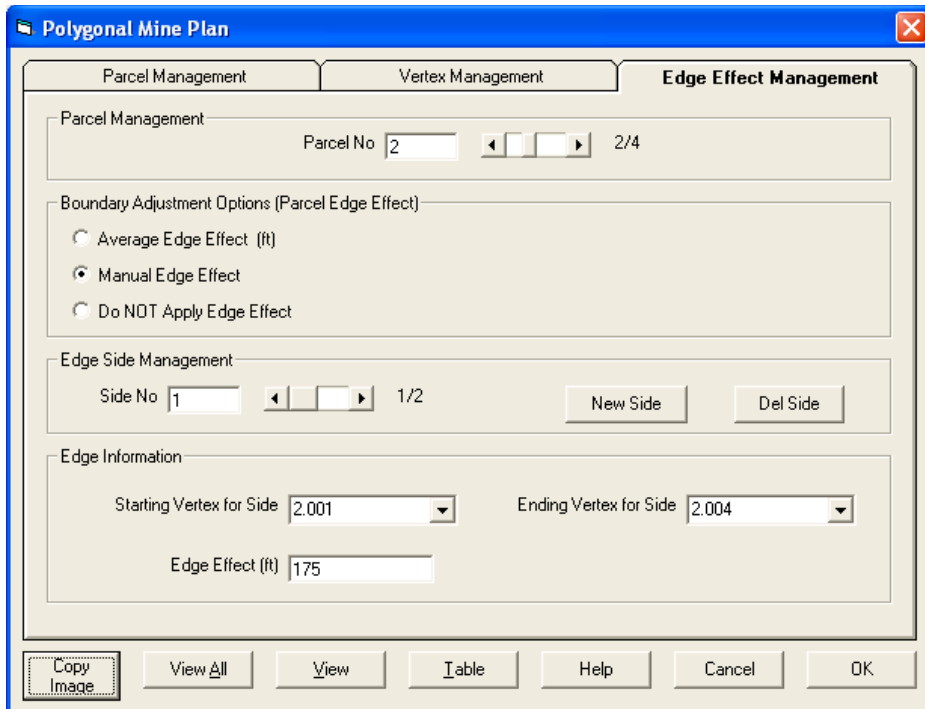 Polygonal Mine Plan
Parcel Management Vertex Management Edge Effect Management
Parcel Management
Parcel No 2 2/4
Boundary Adjustment Options (Parcel Edge Effect)
Average Edge Effect (ft)
Manual Edge Effect
Do NOT Apply Edge Effect
Edge Side Management
Side No 1 1/2 New Side Del Side
Edge Information
Starting Vertex for Side 2.001 Ending Vertex for Side 2.004
Edge Effect (ft) 175
Copy
Image
View All View Table Help Cancel OK